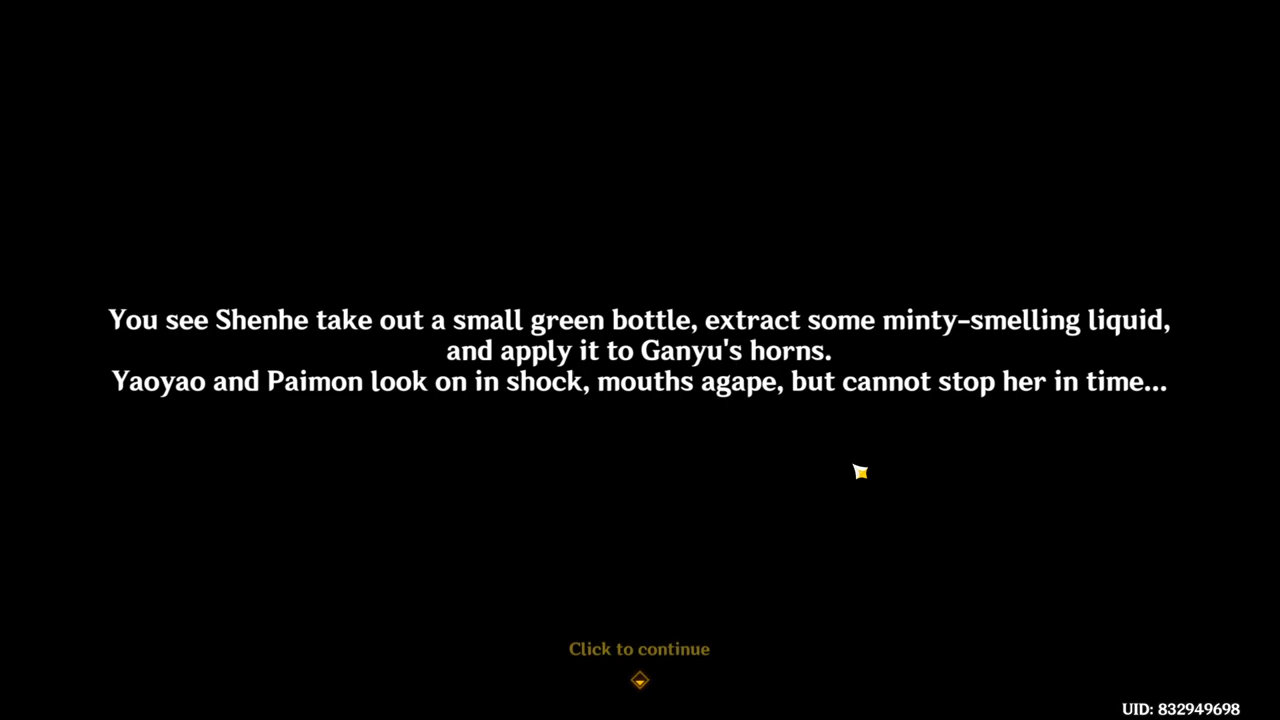 You see Shenhe take out a small green bottle, extract some minty-smelling liquid,
and apply it to Ganyu's horns.
Yaoyao and Paimon look on in shock, mouths agape, but cannot stop her in time...
Click to continue
UID: 832949698